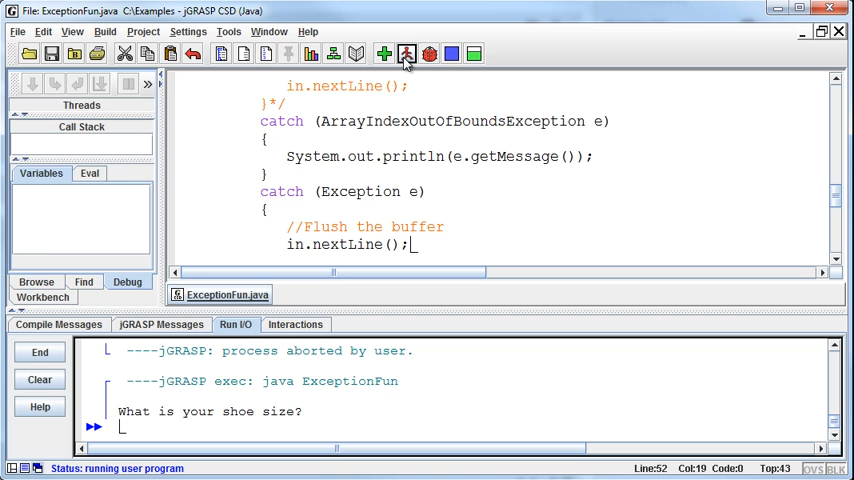 File: ExceptionFun.java  C:\Examples - jGRASP CSD (Java)
File Edit View Build Project Settings Tools Window Help
Threads
Call Stack
Variables Eval
Browse Find Debug
Workbench
in.nextLine();
}*/
catch (ArrayIndexOutOfBoundsException e)
{
System.out.println(e.getMessage());
}
catch (Exception e)
{
//Flush the buffer
in.nextLine();
ExceptionFun.java
Compile Messages jGRASP Messages Run I/O Interactions
End
Clear
Help
----jGRASP: process aborted by user.
----jGRASP exec: java ExceptionFun
What is your shoe size?
Status: running user program Line:52 Col:19 Code:0 Top:43 OVS BLK